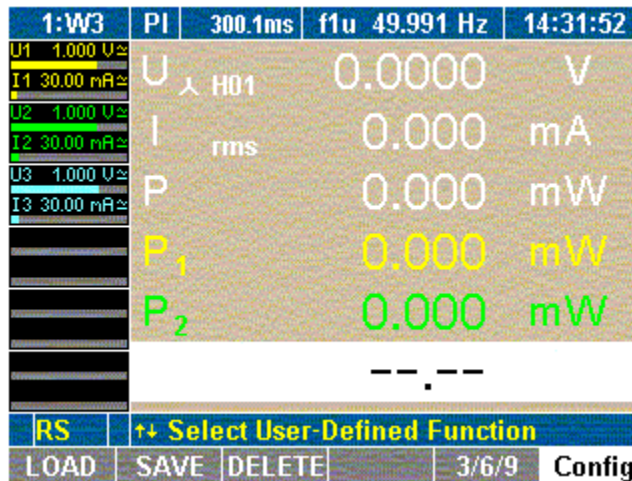 1:W3 PI 300.1ms f1u 49.991 Hz 14:31:52
U1 1.000 V≃
I1 30.00 mA≃
U2 1.000 V≃
I2 30.00 mA≃
U3 1.000 V≃
I3 30.00 mA≃
U ⅄ H01 0.0000 V
I rms 0.000 mA
P 0.000 mW
P1 0.000 mW
P2 0.000 mW
--.--
RS ↑↓ Select User-Defined Function
LOAD SAVE DELETE 3/6/9 Config